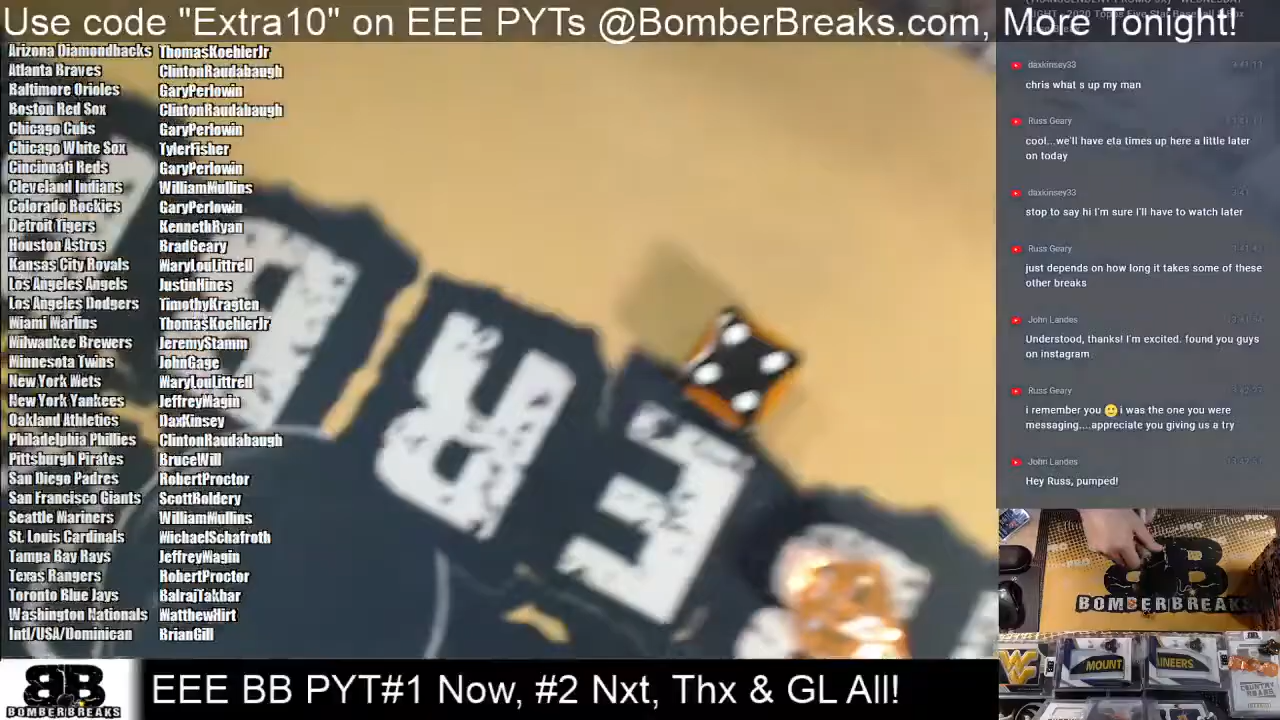 Use code "Extra10" on EEE PYTs @BomberBreaks.com, More Tonight!
Arizona Diamondbacks ThomasKoehlerJr
Atlanta Braves ClintonRaudabaugh
Baltimore Orioles GaryPerlowin
Boston Red Sox ClintonRaudabaugh
Chicago Cubs GaryPerlowin
Chicago White Sox TylerFisher
Cincinnati Reds GaryPerlowin
Cleveland Indians WilliamMullins
Colorado Rockies GaryPerlowin
Detroit Tigers KennethRyan
Houston Astros BradGeary
Kansas City Royals MaryLouLittrell
Los Angeles Angels JustinHines
Los Angeles Dodgers TimothyKragten
Miami Marlins ThomasKoehlerJr
Milwaukee Brewers JeremyStamm
Minnesota Twins JohnGage
New York Mets MaryLouLittrell
New York Yankees JeffreyMagin
Oakland Athletics DaxKinsey
Philadelphia Phillies ClintonRaudabaugh
Pittsburgh Pirates BruceWill
San Diego Padres RobertProctor
San Francisco Giants ScottRoldery
Seattle Mariners WilliamMullins
St. Louis Cardinals MichaelSchafroth
Tampa Bay Rays JeffreyMagin
Texas Rangers RobertProctor
Toronto Blue Jays BalrajTakhar
Washington Nationals MatthewHirt
Intl/USA/Dominican BrianGill
daxkinsey33
chris what s up my man
Russ Geary
cool...we'll have eta times up here a little later
on today
daxkinsey33
stop to say hi I'm sure I'll have to watch later
Russ Geary
just depends on how long it takes some of these
other breaks
John Landes
Understood, thanks! I'm excited. found you guys
on instagram
Russ Geary
i remember you 🙂 i was the one you were
messaging....appreciate you giving us a try
John Landes
Hey Russ, pumped!
BOMBERBREAKS
MOUNT AINEERS
COUNTRY
ROADS
BB
BOMBERBREAKS
EEE BB PYT#1 Now, #2 Nxt, Thx & GL All!